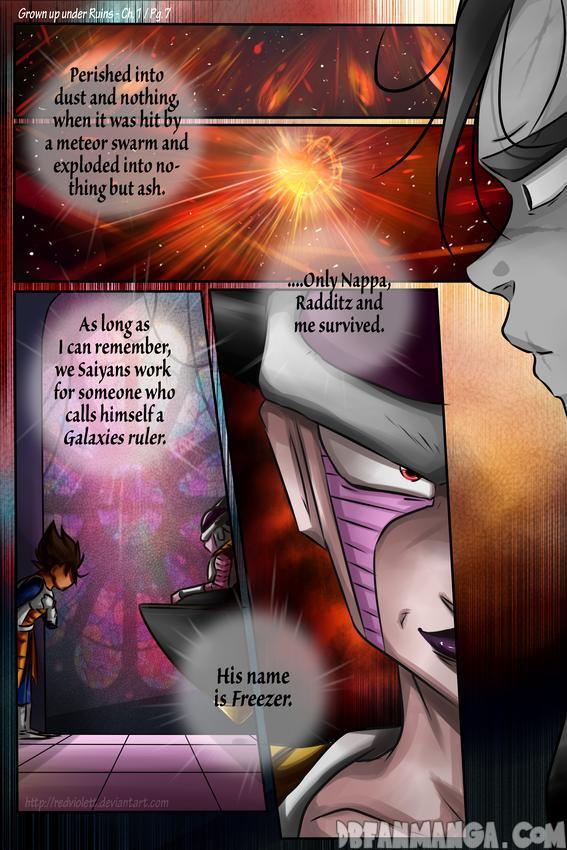 Grown up under Ruins - Ch. 1 / Pg. 7
Perished into
dust and nothing,
when it was hit by
a meteor swarm and
exploded into no-
thing but ash.
....Only Nappa,
Radditz and
me survived.
As long as
I can remember,
we Saiyans work
for someone who
calls himself a
Galaxies ruler.
His name
is Freezer.
http://redviolett.deviantart.com
DBFANMANGA.COM